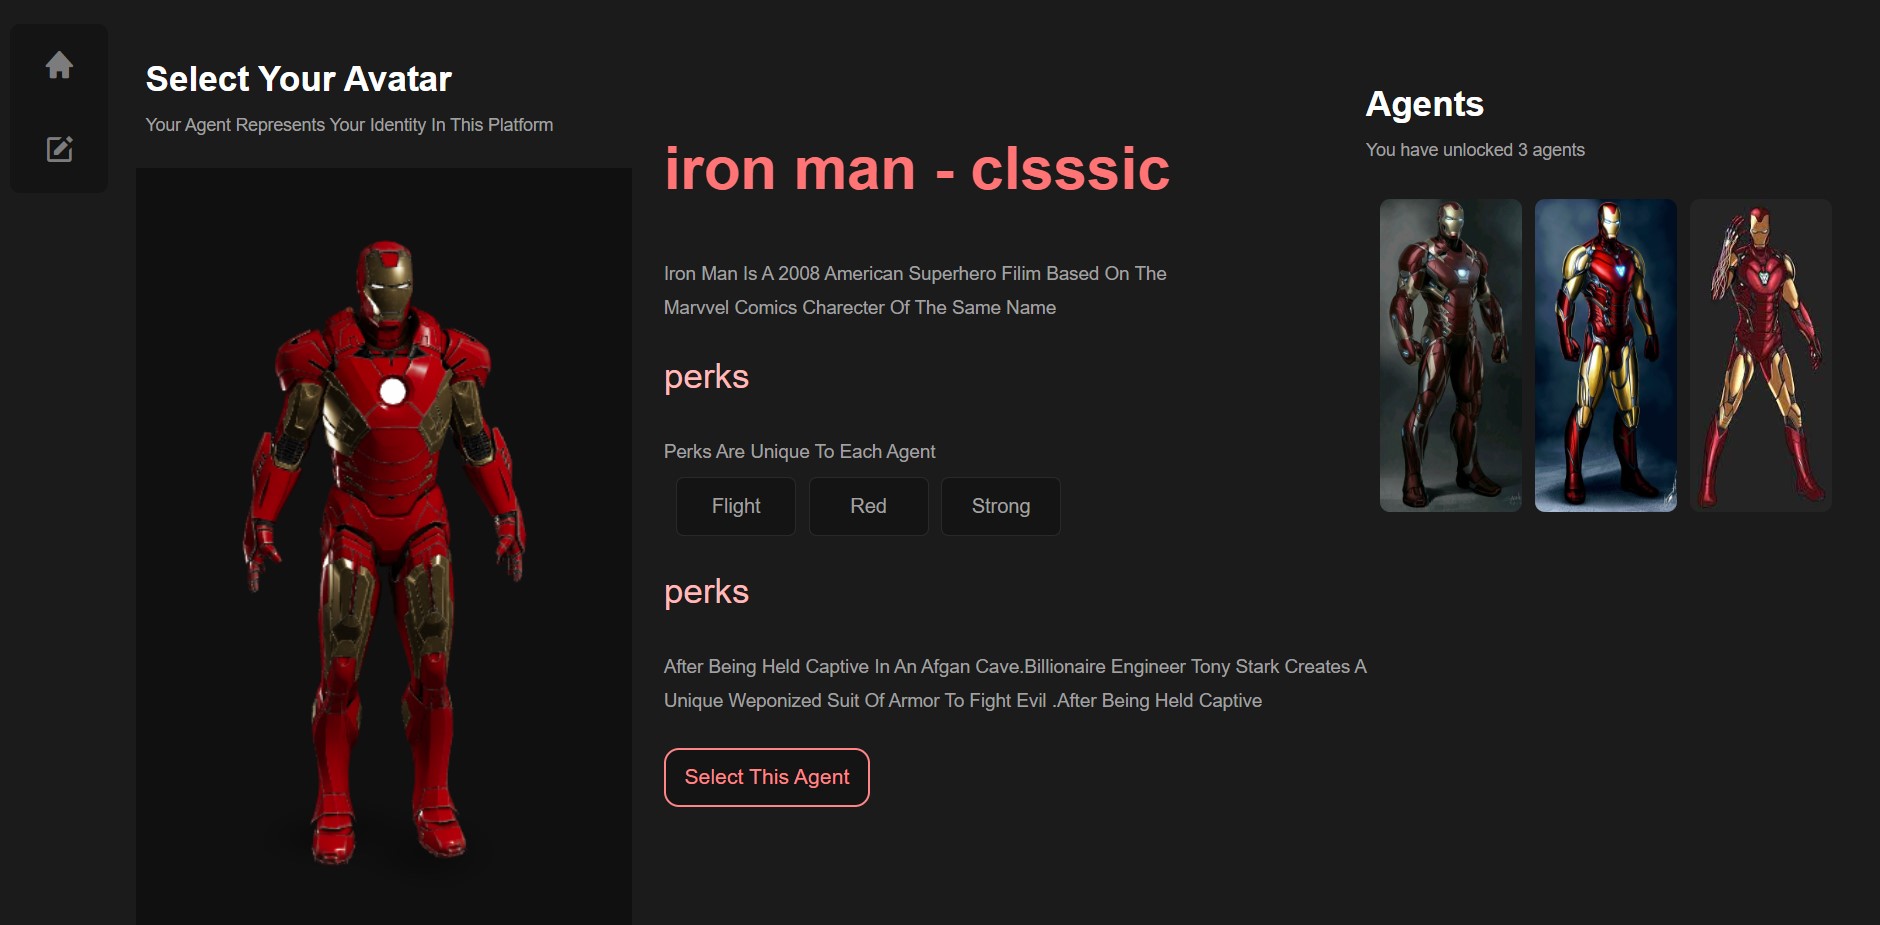 Select Your Avatar
Your Agent Represents Your Identity In This Platform
iron man - clsssic
Iron Man Is A 2008 American Superhero Filim Based On The
Marvvel Comics Charecter Of The Same Name
perks
Perks Are Unique To Each Agent
Flight
Red
Strong
perks
After Being Held Captive In An Afgan Cave.Billionaire Engineer Tony Stark Creates A
Unique Weponized Suit Of Armor To Fight Evil .After Being Held Captive
Select This Agent
Agents
You have unlocked 3 agents